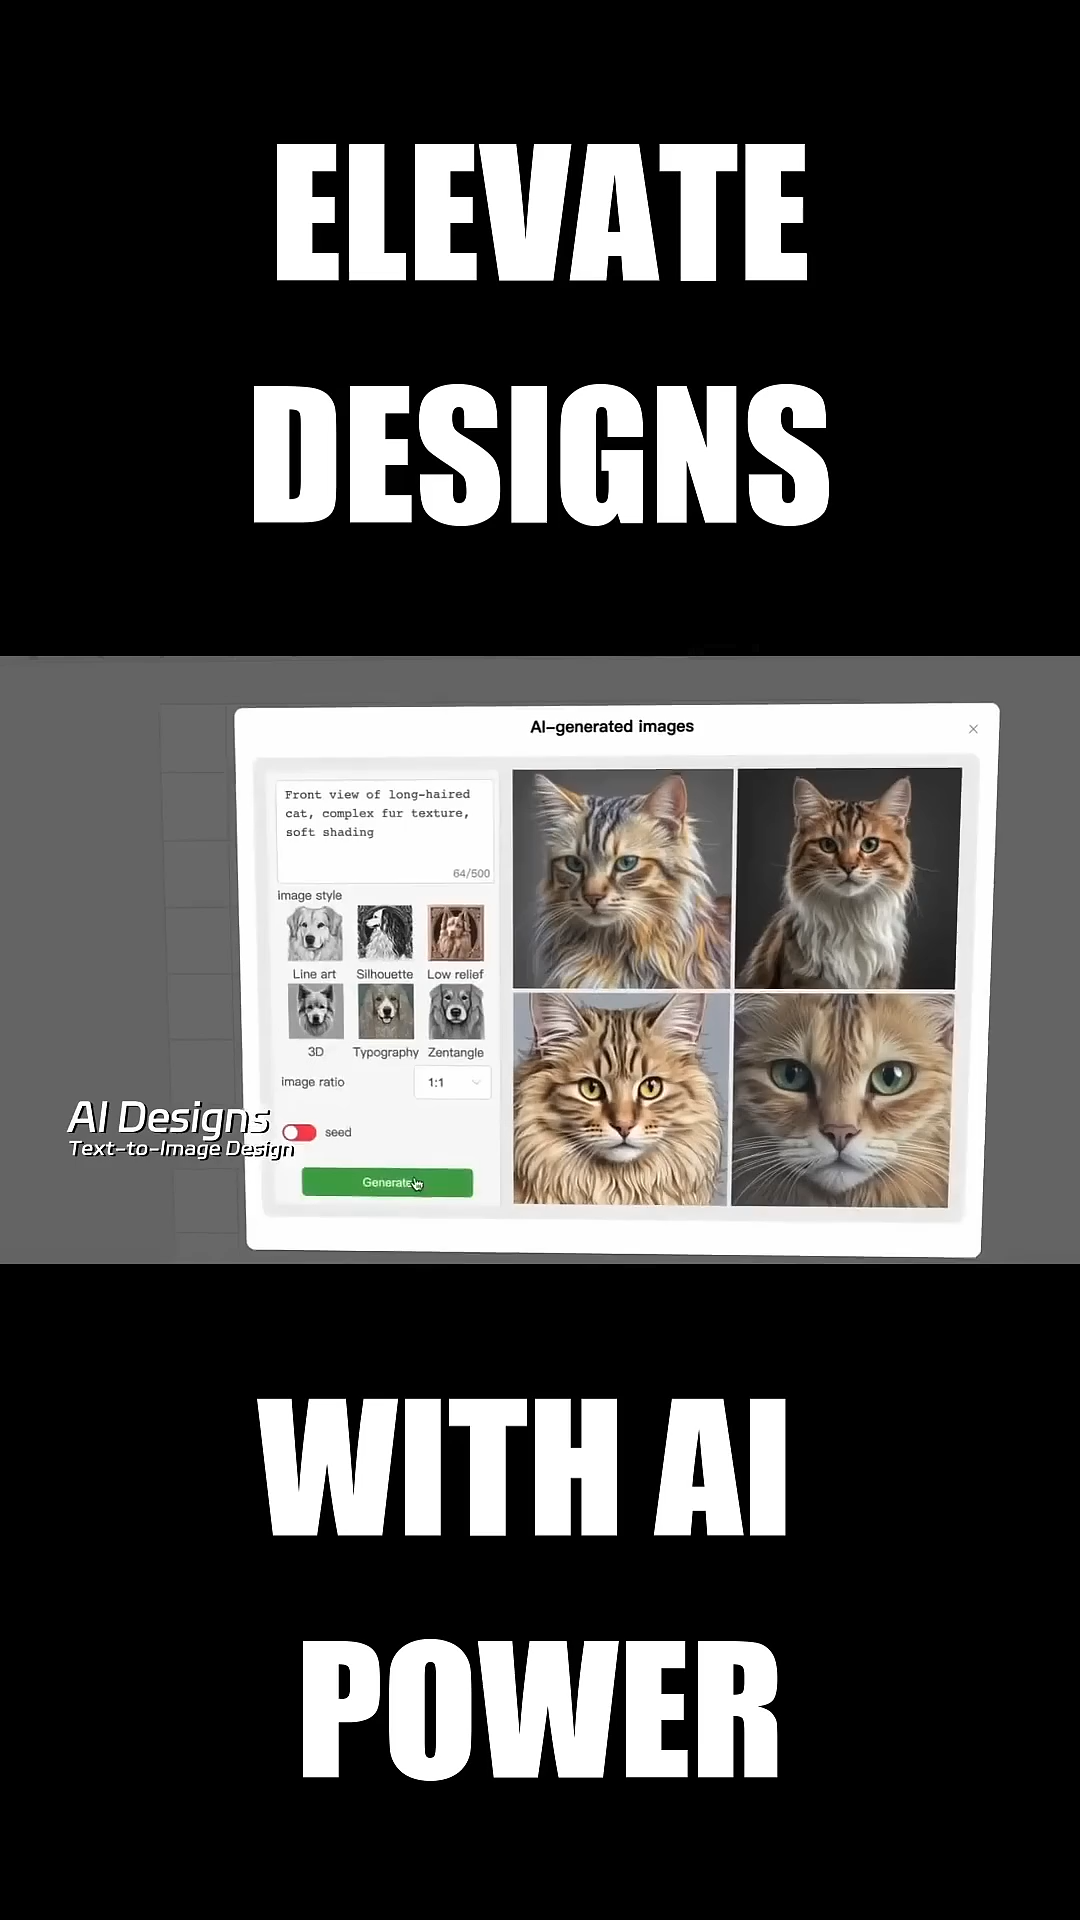 ELEVATE
DESIGNS
AI-generated images
Front view of long-haired
cat, complex fur texture,
soft shading
64/500
image style
Line art Silhouette Low relief
3D Typography Zentangle
image ratio 1:1
AI Designs
Text-to-Image Design
seed
Generate
WITH AI
POWER